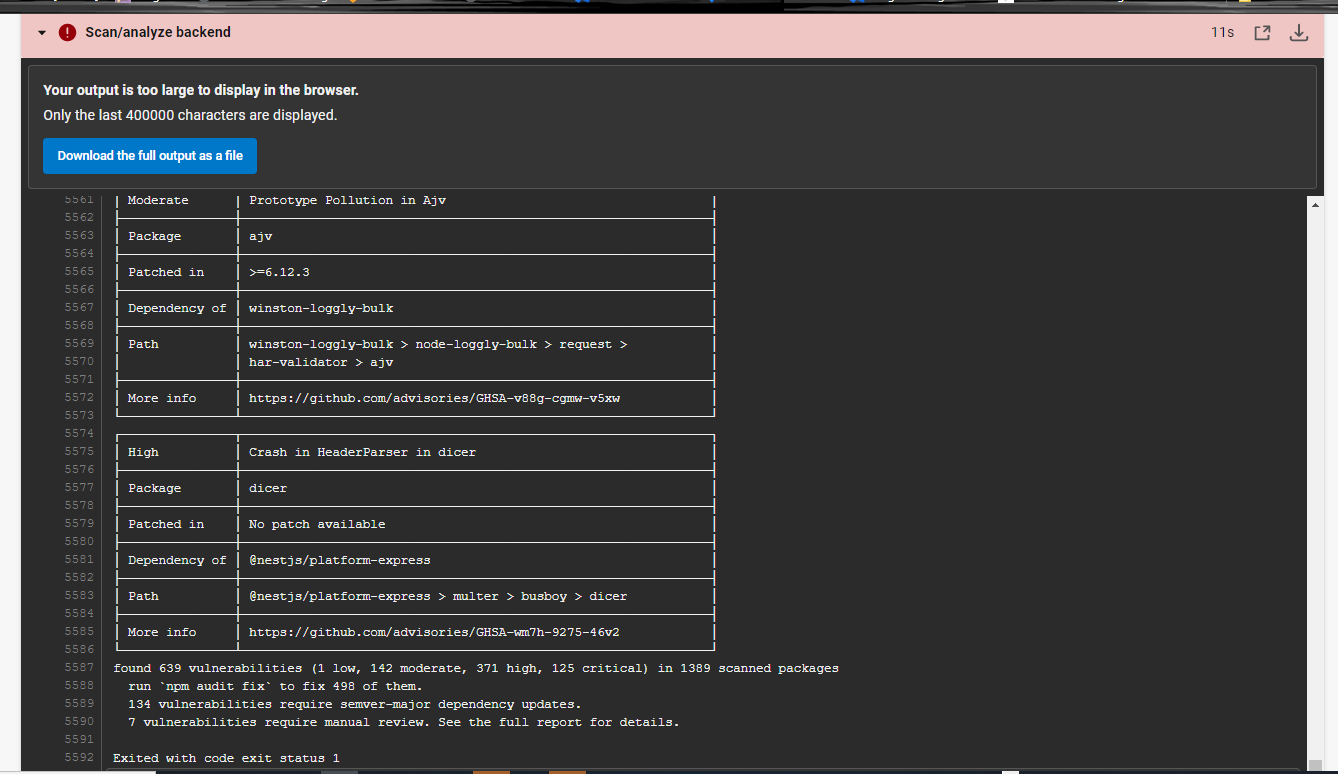 Scan/analyze backend
11s
Your output is too large to display in the browser.
Only the last 400000 characters are displayed.
Download the full output as a file
5561 Moderate Prototype Pollution in Ajv
5562
5563 Package ajv
5564
5565 Patched in >=6.12.3
5566
5567 Dependency of winston-loggly-bulk
5568
5569 Path winston-loggly-bulk > node-loggly-bulk > request >
5570 har-validator > ajv
5571
5572 More info https://github.com/advisories/GHSA-v88g-cgmw-v5xw
5573
5574
5575 High Crash in HeaderParser in dicer
5576
5577 Package dicer
5578
5579 Patched in No patch available
5580
5581 Dependency of @nestjs/platform-express
5582
5583 Path @nestjs/platform-express > multer > busboy > dicer
5584
5585 More info https://github.com/advisories/GHSA-wm7h-9275-46v2
5586
5587 found 639 vulnerabilities (1 low, 142 moderate, 371 high, 125 critical) in 1389 scanned packages
5588 run `npm audit fix` to fix 498 of them.
5589 134 vulnerabilities require semver-major dependency updates.
5590 7 vulnerabilities require manual review. See the full report for details.
5591
5592 Exited with code exit status 1